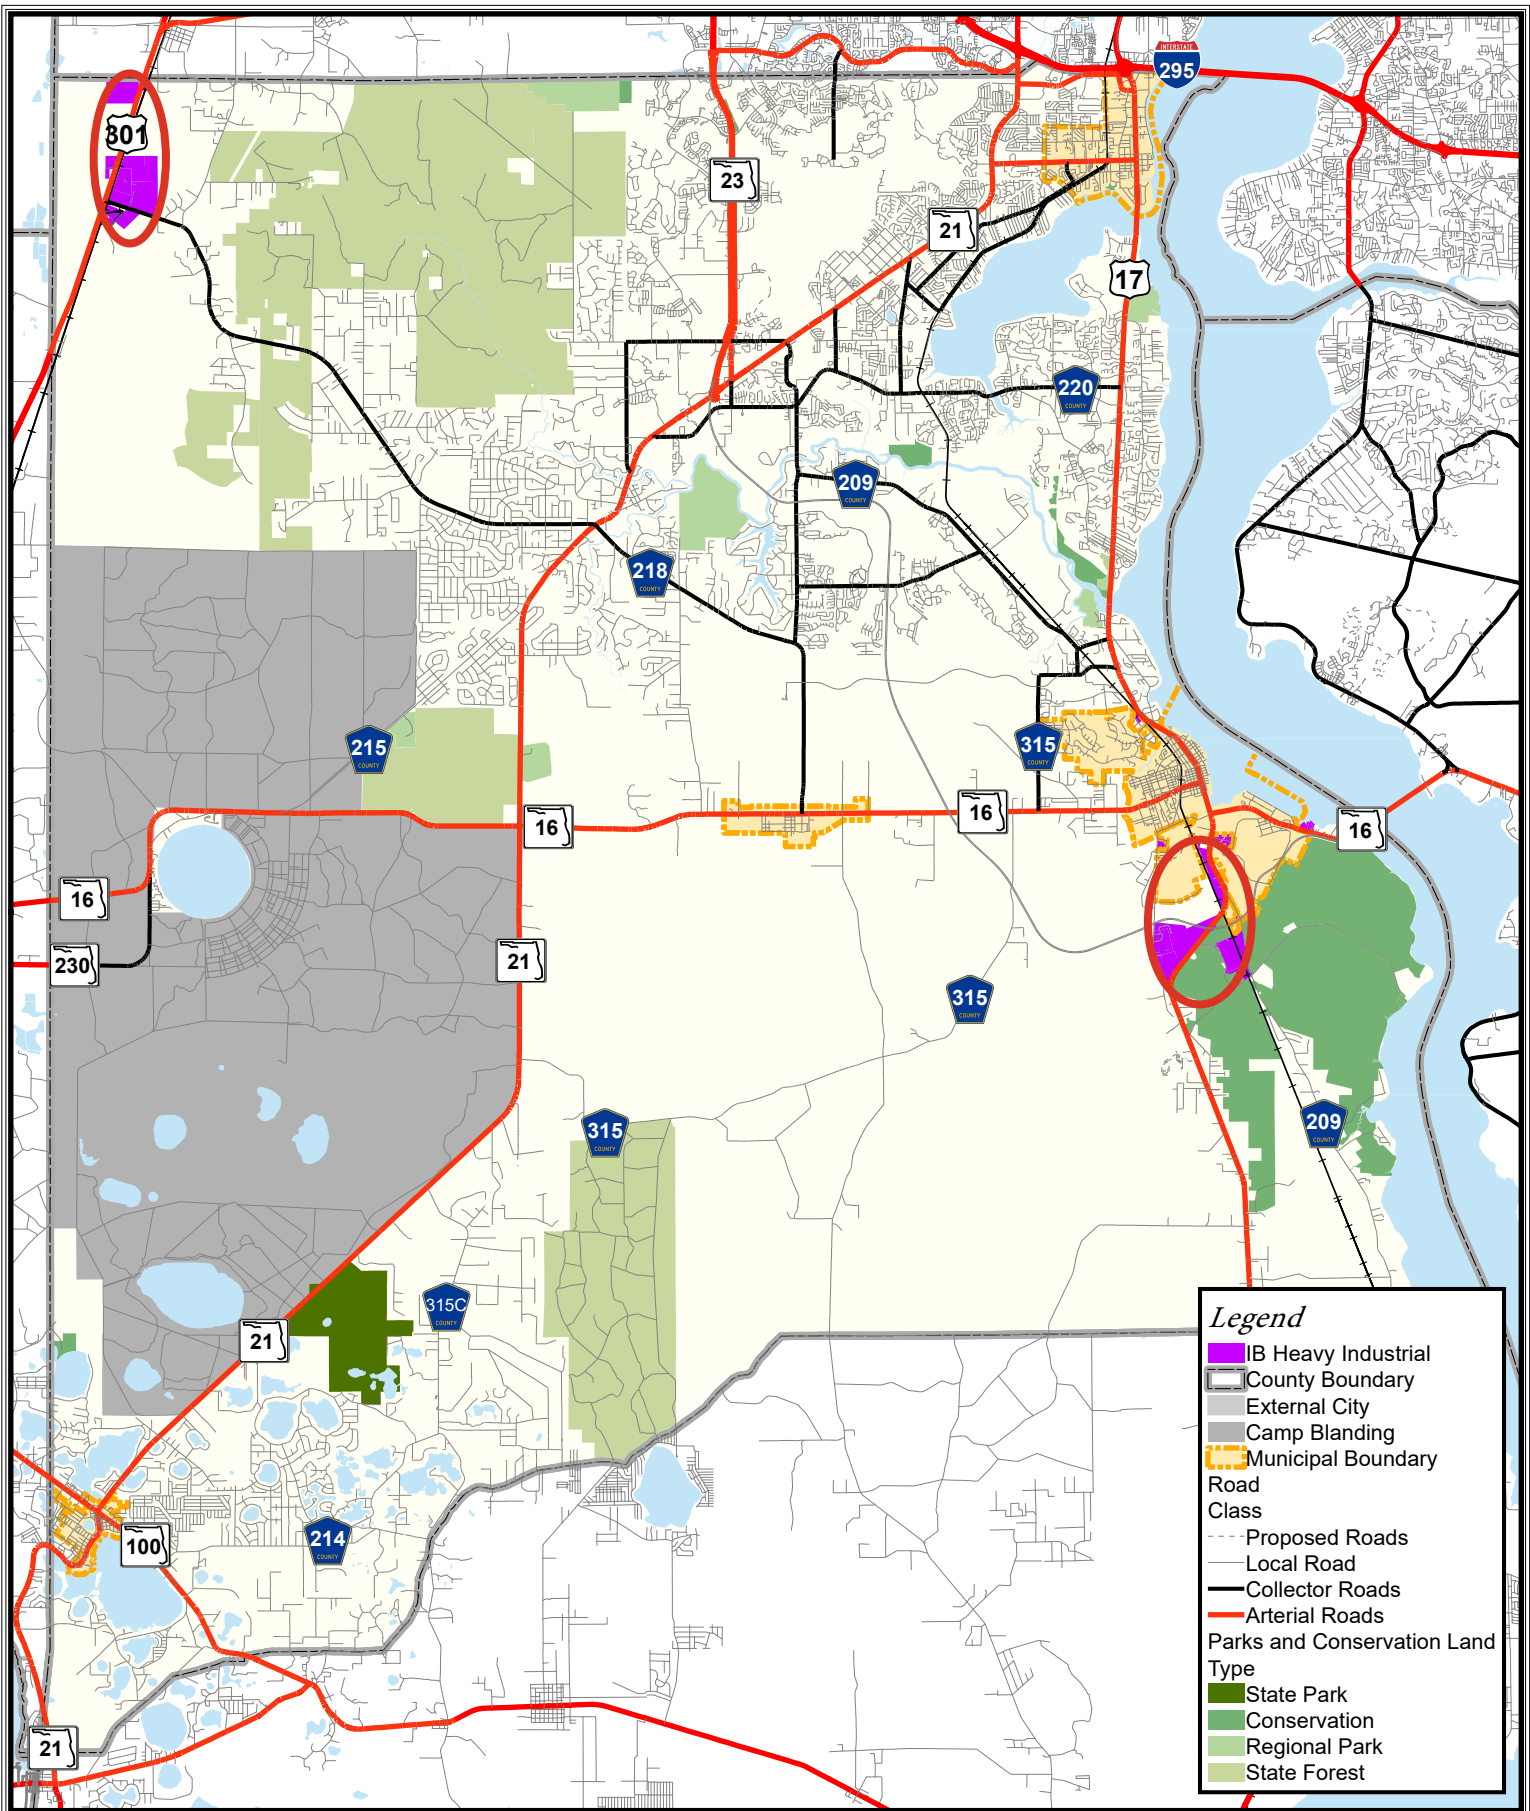 INTERSTATE
295
301
23
21
17
220
COUNTY
209
COUNTY
218
COUNTY
215
COUNTY
315
COUNTY
16
16
16
16
230
21
315
COUNTY
315
COUNTY
209
COUNTY
315C
COUNTY
21
100
214
COUNTY
21
Legend
IB Heavy Industrial
County Boundary
External City
Camp Blanding
Municipal Boundary
Road
Class
Proposed Roads
Local Road
Collector Roads
Arterial Roads
Parks and Conservation Land
Type
State Park
Conservation
Regional Park
State Forest